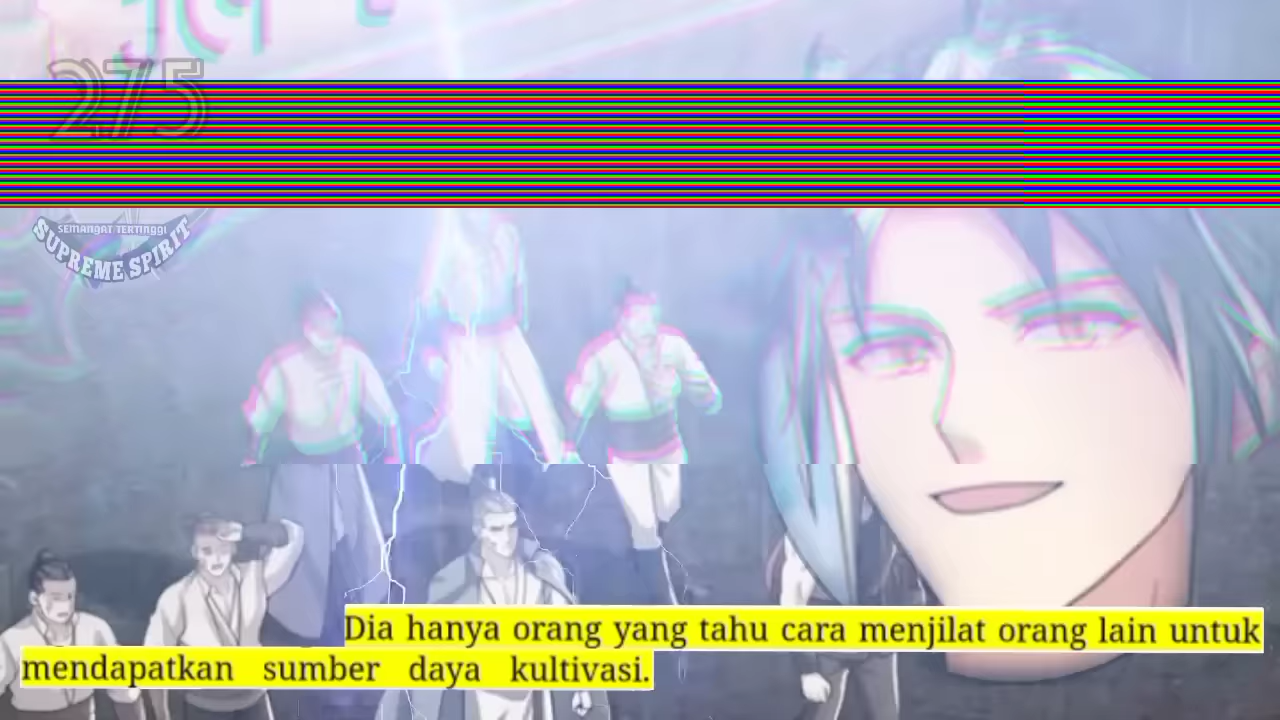 275
SEMANGAT TERTINGGI
SUPREME SPIRIT
Dia hanya orang yang tahu cara menjilat orang lain untuk
mendapatkan sumber daya kultivasi.